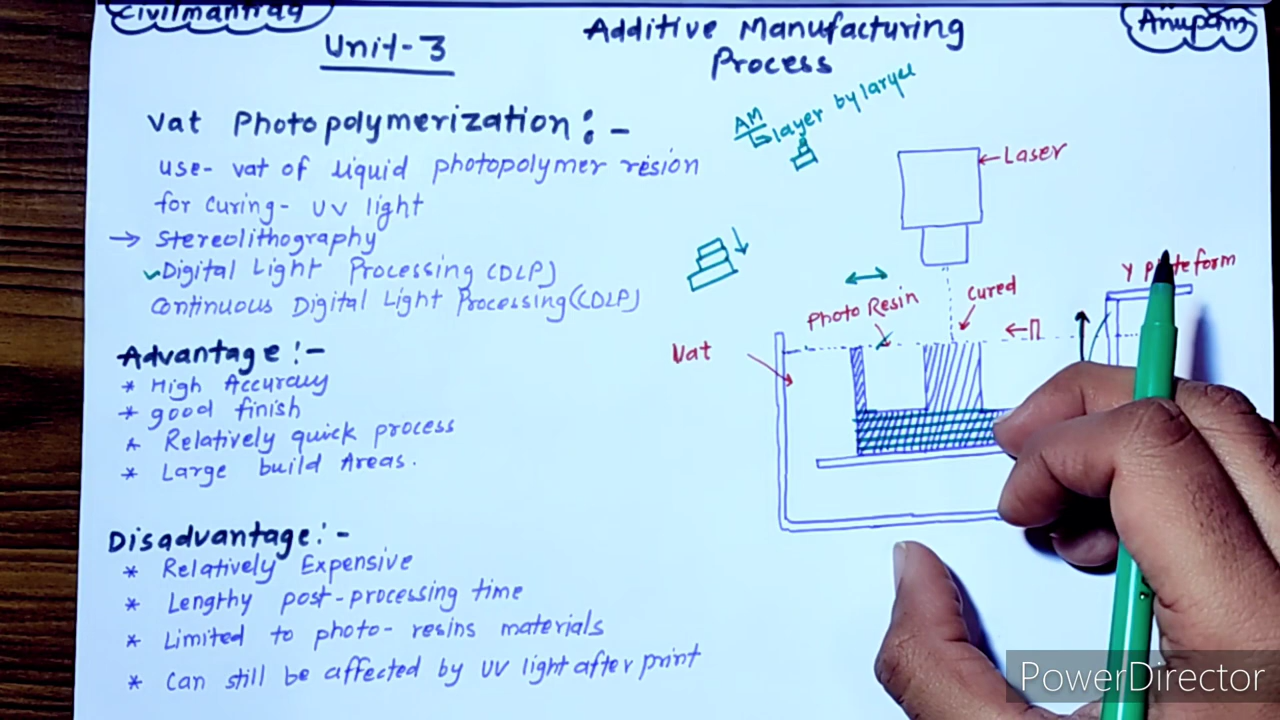 Civilmantraa
Anupam
Unit-3
Additive Manufacturing
Process
Vat Photopolymerization:-
use- vat of liquid photopolymer resion
for curing- UV light
→ Stereolithography
✓Digital Light Processing (DLP)
Continuous Digital Light Processing (CDLP)
Advantage:-
* High Accuracy
* good finish
* Relatively quick process
* Large build Areas.
Disadvantage:-
* Relatively Expensive
* Lengthy post-processing time
* Limited to photo- resins materials
* Can still be affected by UV light after print
AM
layer by laryer
← Laser
Photo Resin
Cured
Vat
PowerDirector